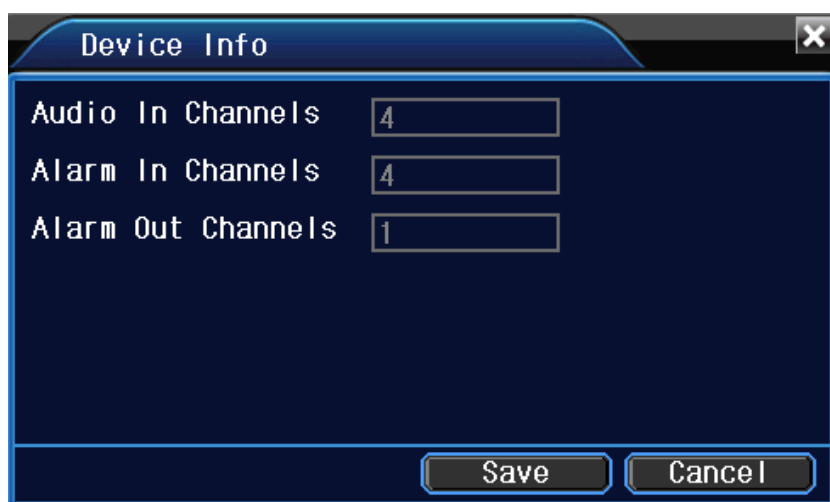 Device Info
Audio In Channels 4
Alarm In Channels 4
Alarm Out Channels 1
Save Cancel